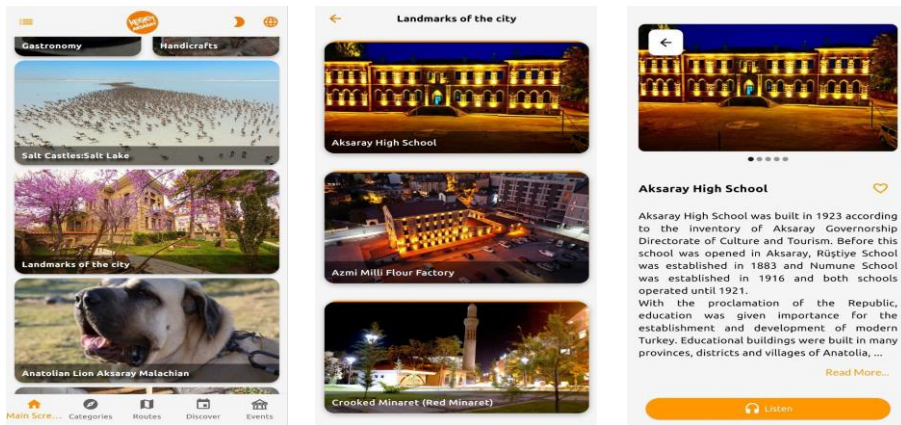 KEŞFET
AKSARAY
Gastronomy
Handicrafts
Salt Castles:Salt Lake
Landmarks of the city
Anatolian Lion Aksaray Malachian
Main Scre...
Categories
Routes
Discover
Events
Landmarks of the city
Aksaray High School
Azmi Milli Flour Factory
Crooked Minaret (Red Minaret)
Aksaray High School
Aksaray High School was built in 1923 according
to the inventory of Aksaray Governorship
Directorate of Culture and Tourism. Before this
school was opened in Aksaray, Rüştiye School
was established in 1883 and Numune School
was established in 1916 and both schools
operated until 1921.
With the proclamation of the Republic,
education was given importance for the
establishment and development of modern
Turkey. Educational buildings were built in many
provinces, districts and villages of Anatolia, ...
Read More...
Listen